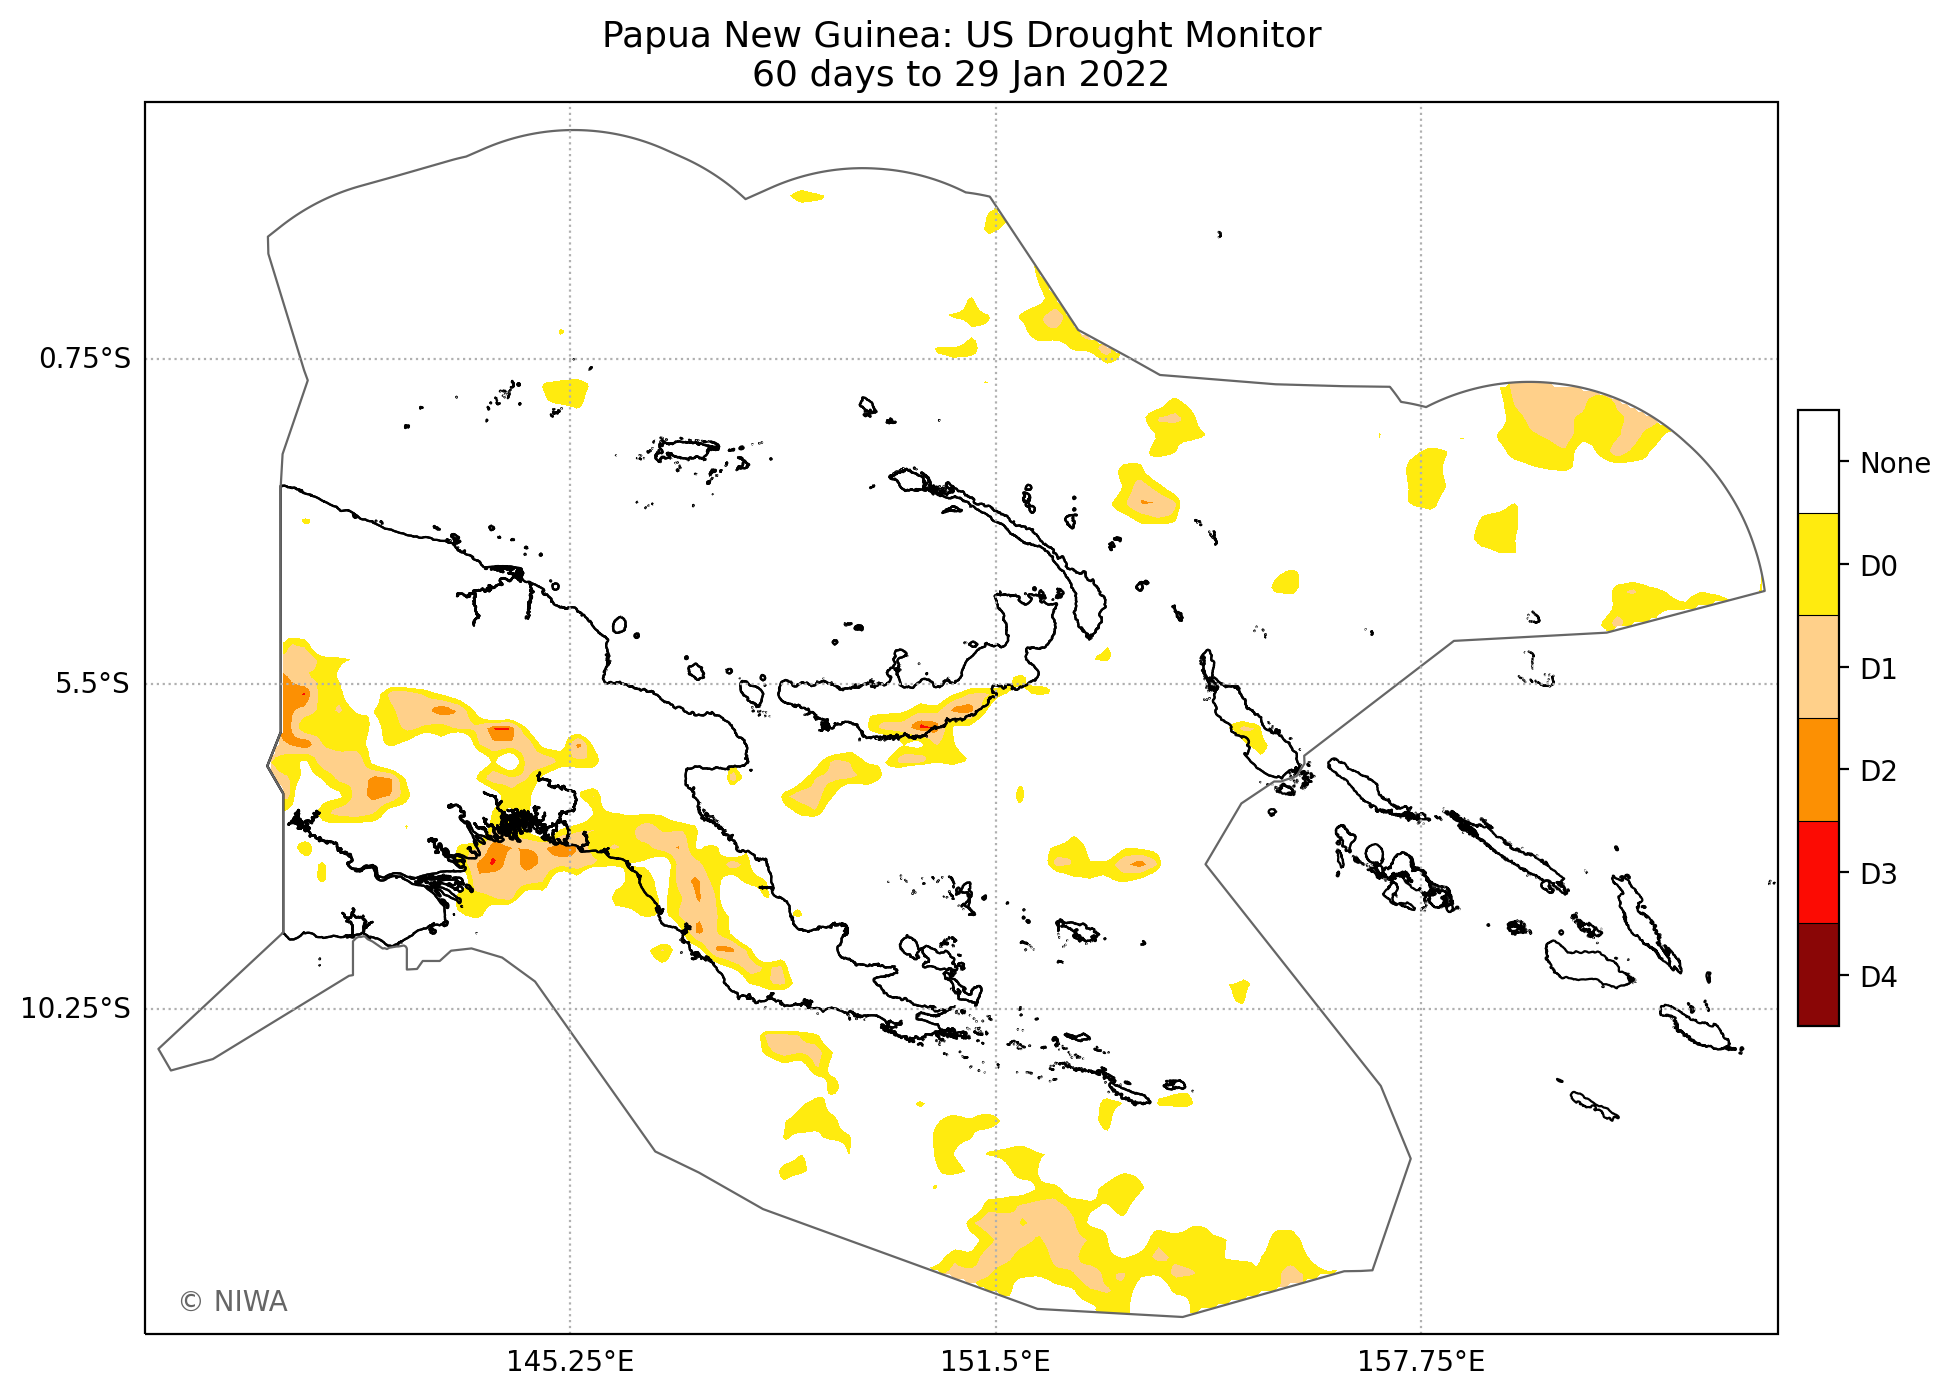 Papua New Guinea: US Drought Monitor
60 days to 29 Jan 2022
0.75°S
5.5°S
10.25°S
145.25°E
151.5°E
157.75°E
None
D0
D1
D2
D3
D4
© NIWA